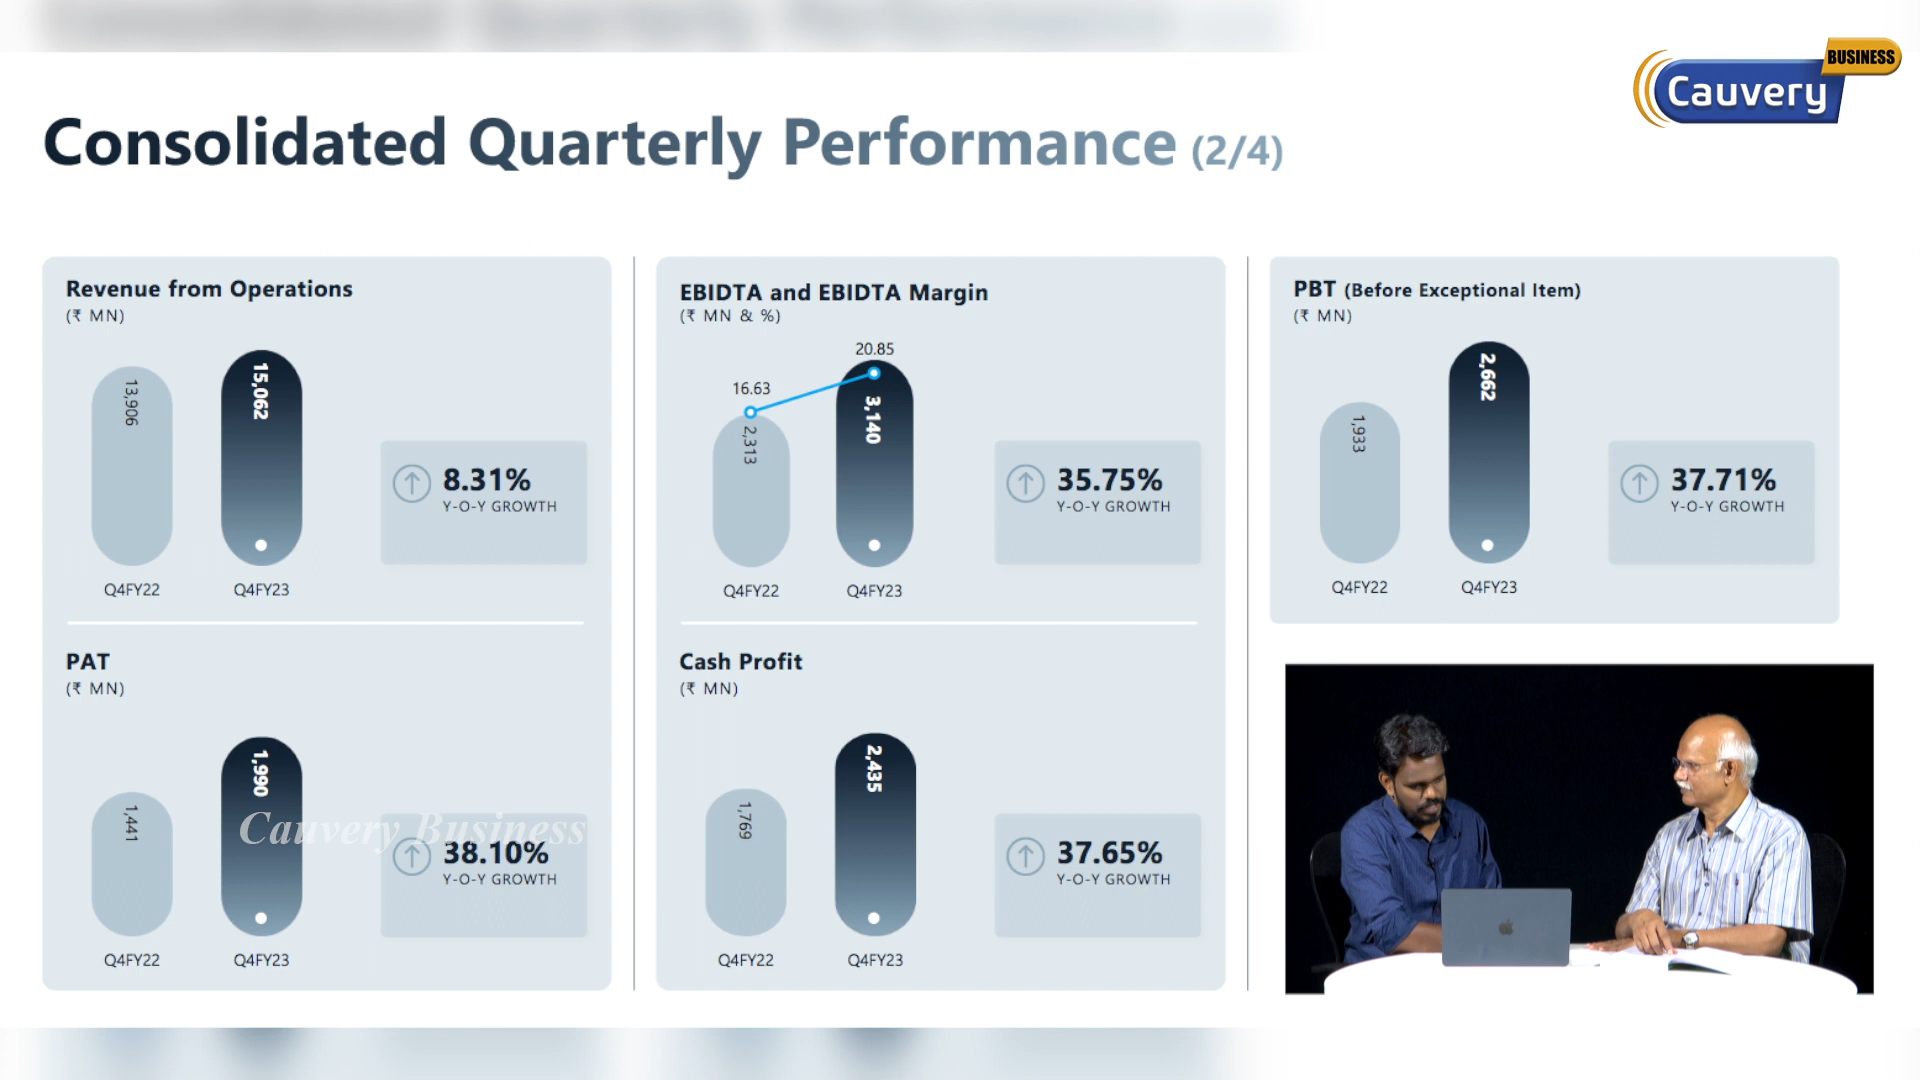 BUSINESS
Cauvery
Consolidated Quarterly Performance (2/4)
Revenue from Operations
(₹ MN)
13,906
15,062
8.31%
Y-O-Y GROWTH
Q4FY22
Q4FY23
EBIDTA and EBIDTA Margin
(₹ MN & %)
16.63
20.85
2,313
3,140
35.75%
Y-O-Y GROWTH
Q4FY22
Q4FY23
PBT (Before Exceptional Item)
(₹ MN)
1,933
2,662
37.71%
Y-O-Y GROWTH
Q4FY22
Q4FY23
PAT
(₹ MN)
1,441
1,990
Cauvery Business
38.10%
Y-O-Y GROWTH
Q4FY22
Q4FY23
Cash Profit
(₹ MN)
1,769
2,435
37.65%
Y-O-Y GROWTH
Q4FY22
Q4FY23